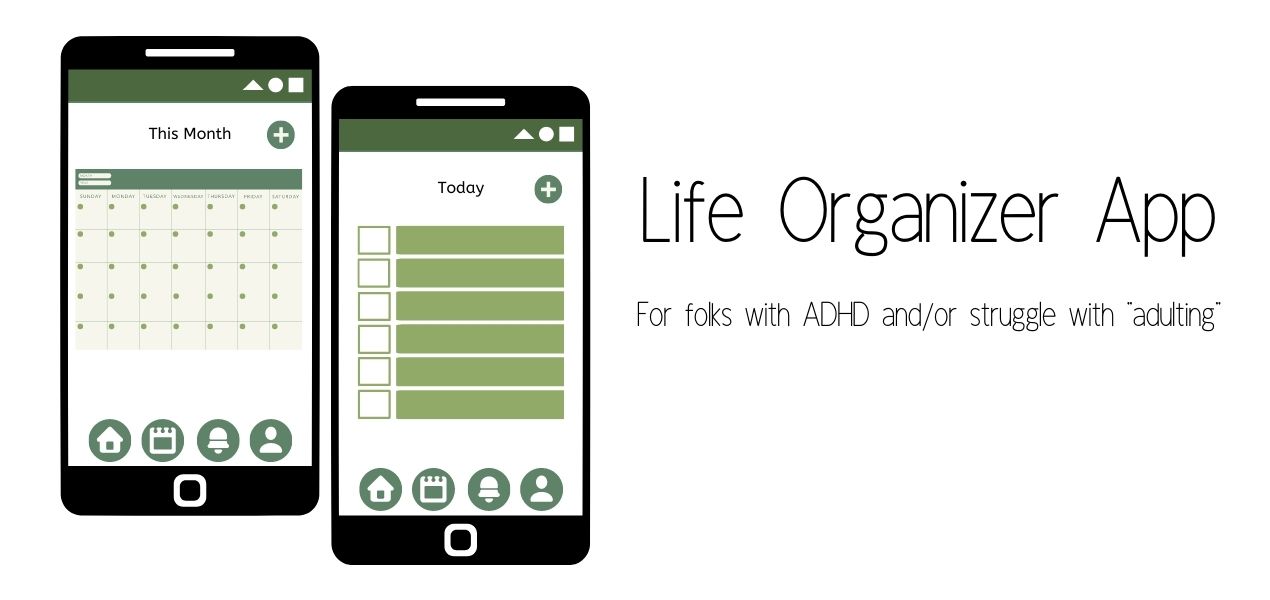 This Month
SUNDAY MONDAY TUESDAY WEDNESDAY THURSDAY FRIDAY SATURDAY
Today
Life Organizer App
For folks with ADHD and/or struggle with "adulting"